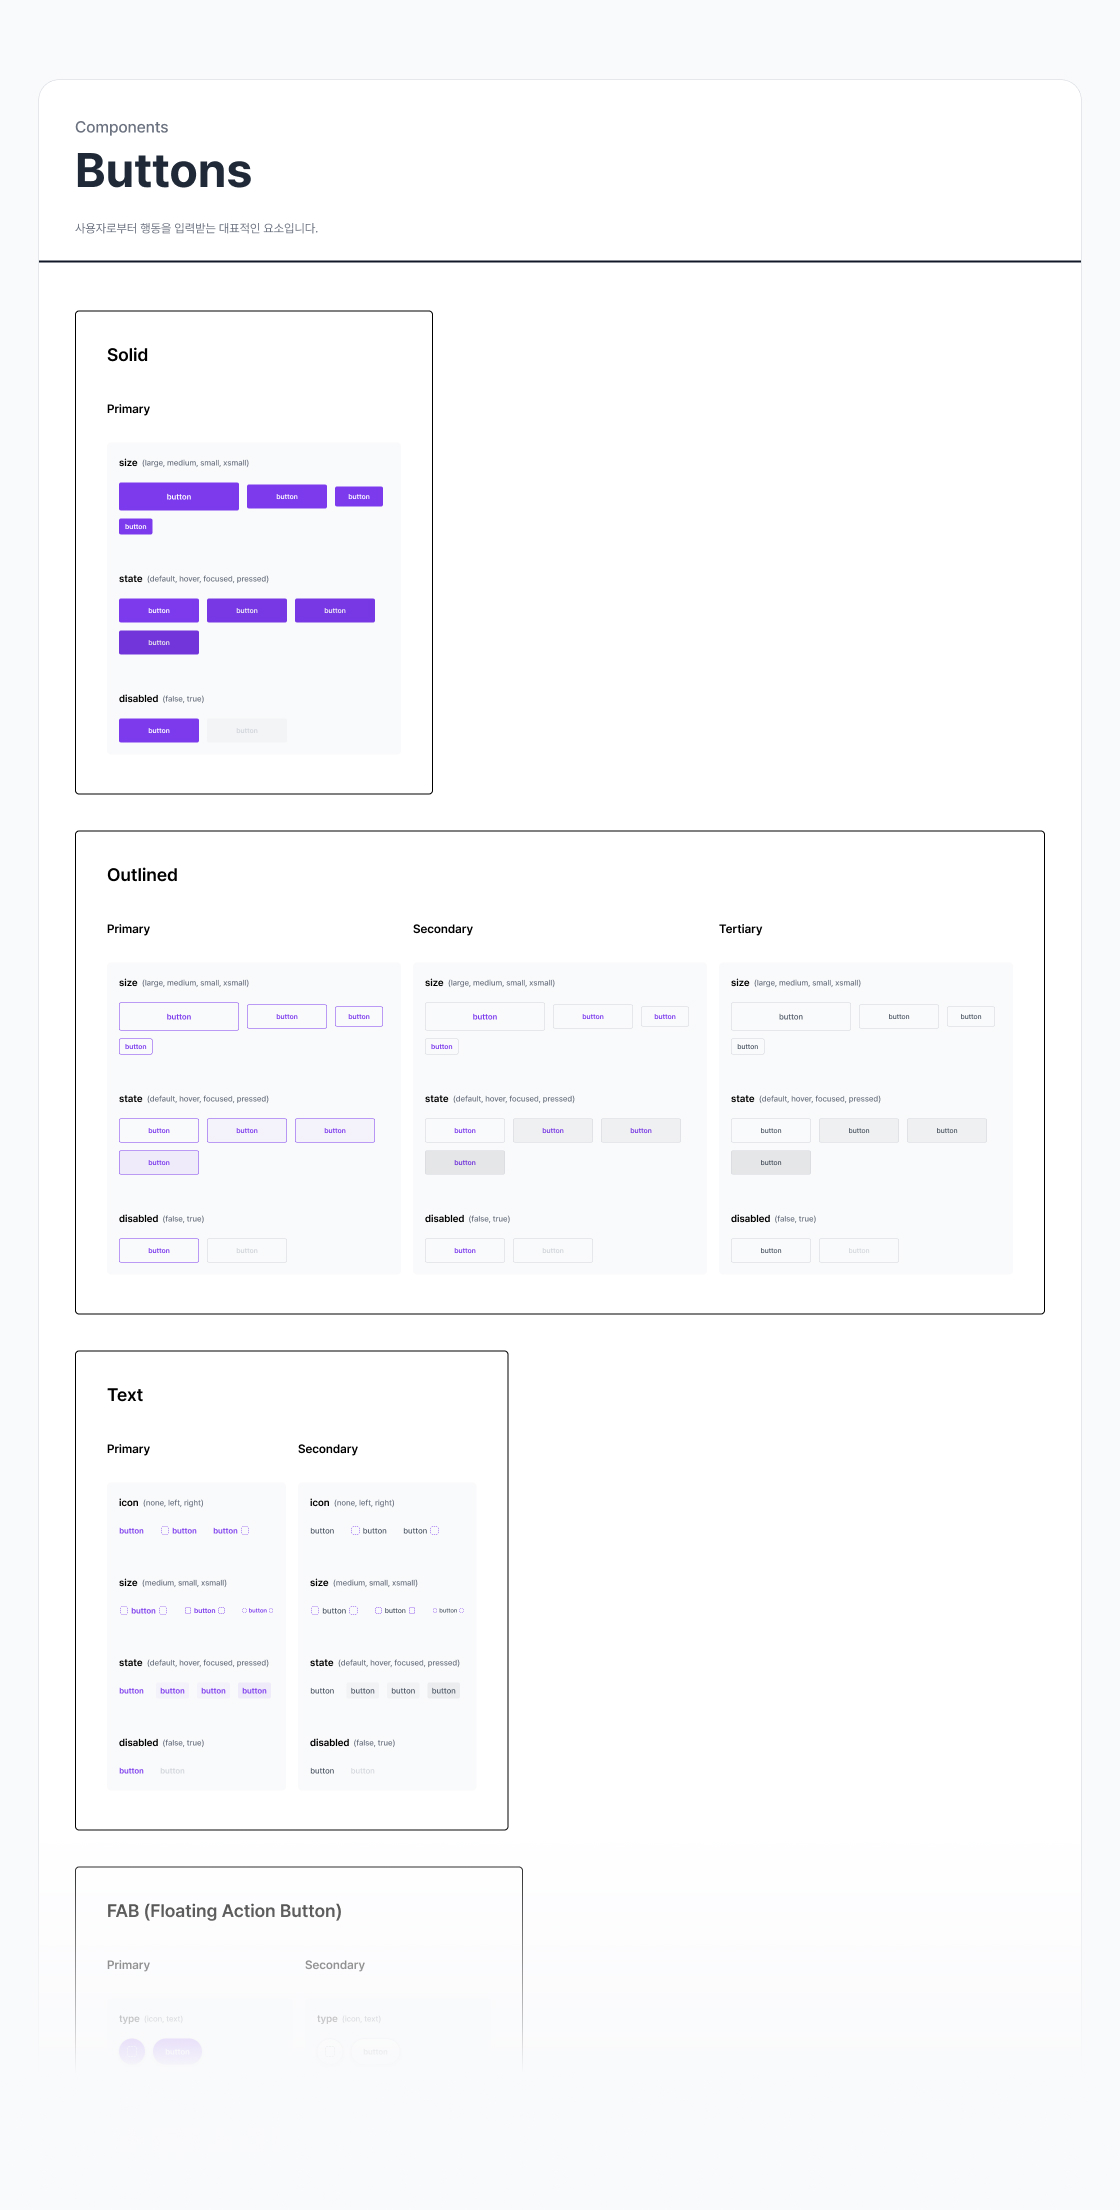 Components
Buttons
사용자로부터 행동을 입력받는 대표적인 요소입니다.
Solid
Primary
size (large, medium, small, xsmall)
button button button
button
state (default, hover, focused, pressed)
button button button
button
disabled (false, true)
button button
Outlined
Primary Secondary Tertiary
size (large, medium, small, xsmall) size (large, medium, small, xsmall) size (large, medium, small, xsmall)
button button button button button button button button button
button button button
state (default, hover, focused, pressed) state (default, hover, focused, pressed) state (default, hover, focused, pressed)
button button button button button button button button button
button button button
disabled (false, true) disabled (false, true) disabled (false, true)
button button button button button button
Text
Primary Secondary
icon (none, left, right) icon (none, left, right)
button button button button button button
size (medium, small, xsmall) size (medium, small, xsmall)
button button button button button button
state (default, hover, focused, pressed) state (default, hover, focused, pressed)
button button button button button button button button
disabled (false, true) disabled (false, true)
button button button button
FAB (Floating Action Button)
Primary Secondary
type (icon, text) type (icon, text)
button button